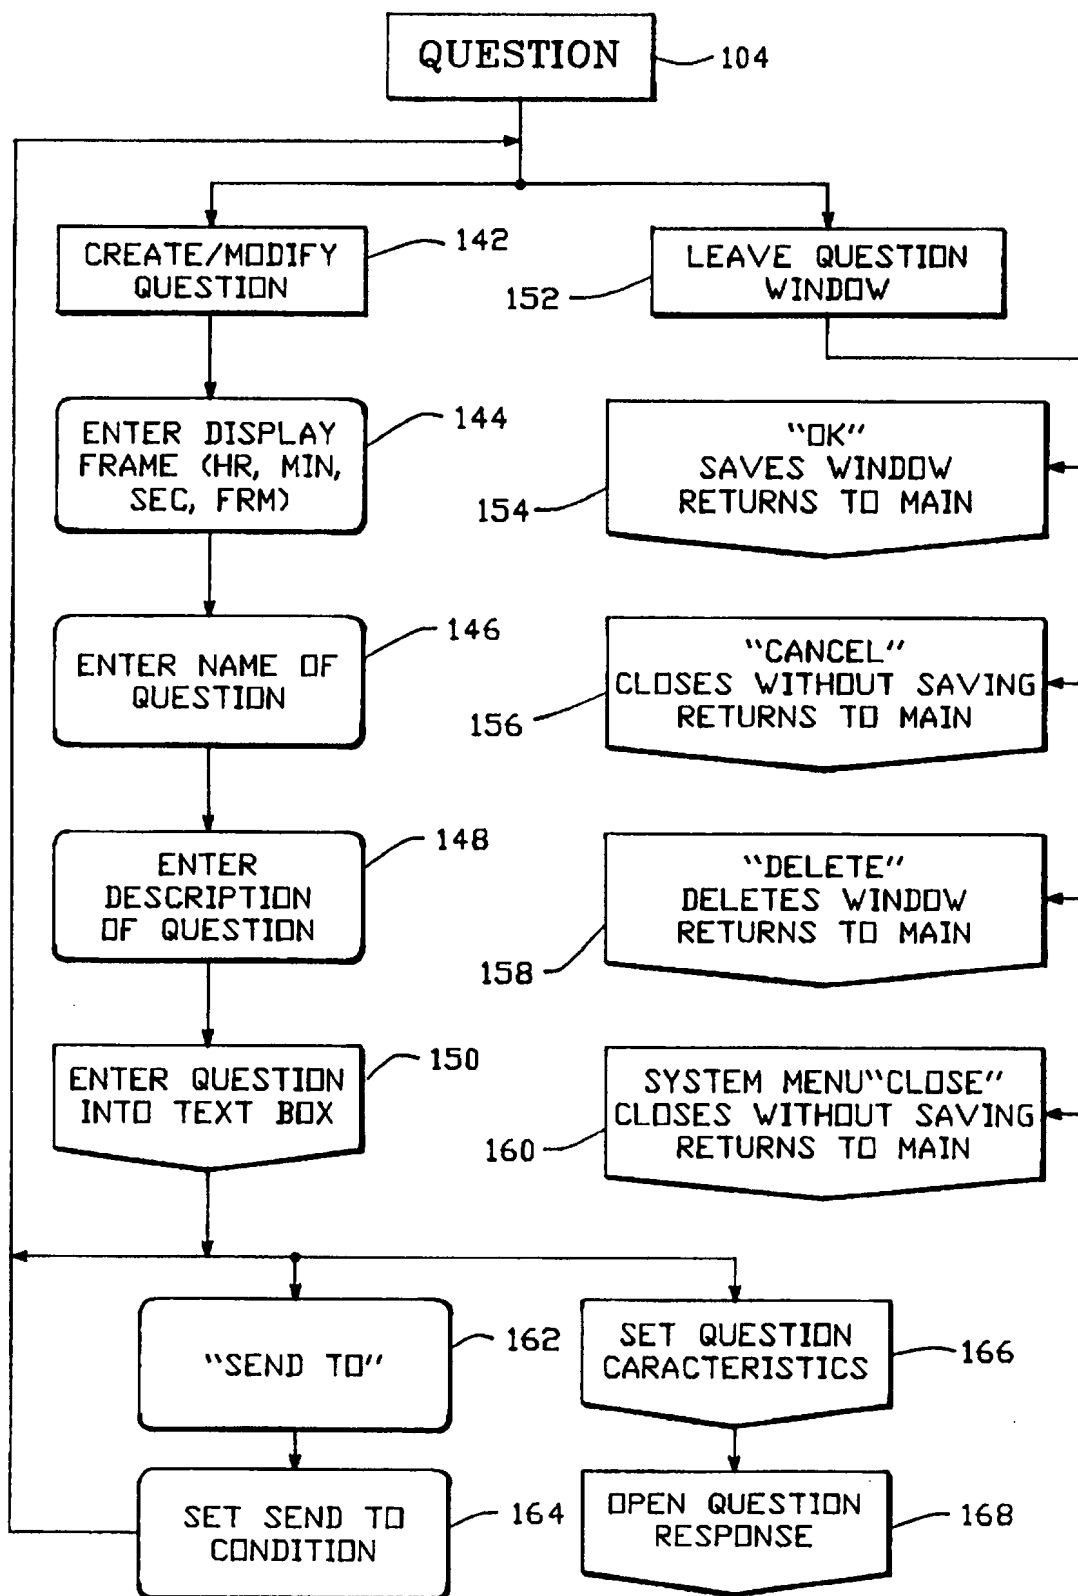 QUESTION
104
CREATE/MODIFY
QUESTION
142
LEAVE QUESTION
WINDOW
152
ENTER DISPLAY
FRAME (HR, MIN,
SEC, FRM)
144
"OK"
SAVES WINDOW
RETURNS TO MAIN
154
ENTER NAME OF
QUESTION
146
"CANCEL"
CLOSES WITHOUT SAVING
RETURNS TO MAIN
156
ENTER
DESCRIPTION
OF QUESTION
148
"DELETE"
DELETES WINDOW
RETURNS TO MAIN
158
ENTER QUESTION
INTO TEXT BOX
150
SYSTEM MENU"CLOSE"
CLOSES WITHOUT SAVING
RETURNS TO MAIN
160
"SEND TO"
162
SET QUESTION
CARACTERISTICS
166
SET SEND TO
CONDITION
164
OPEN QUESTION
RESPONSE
168